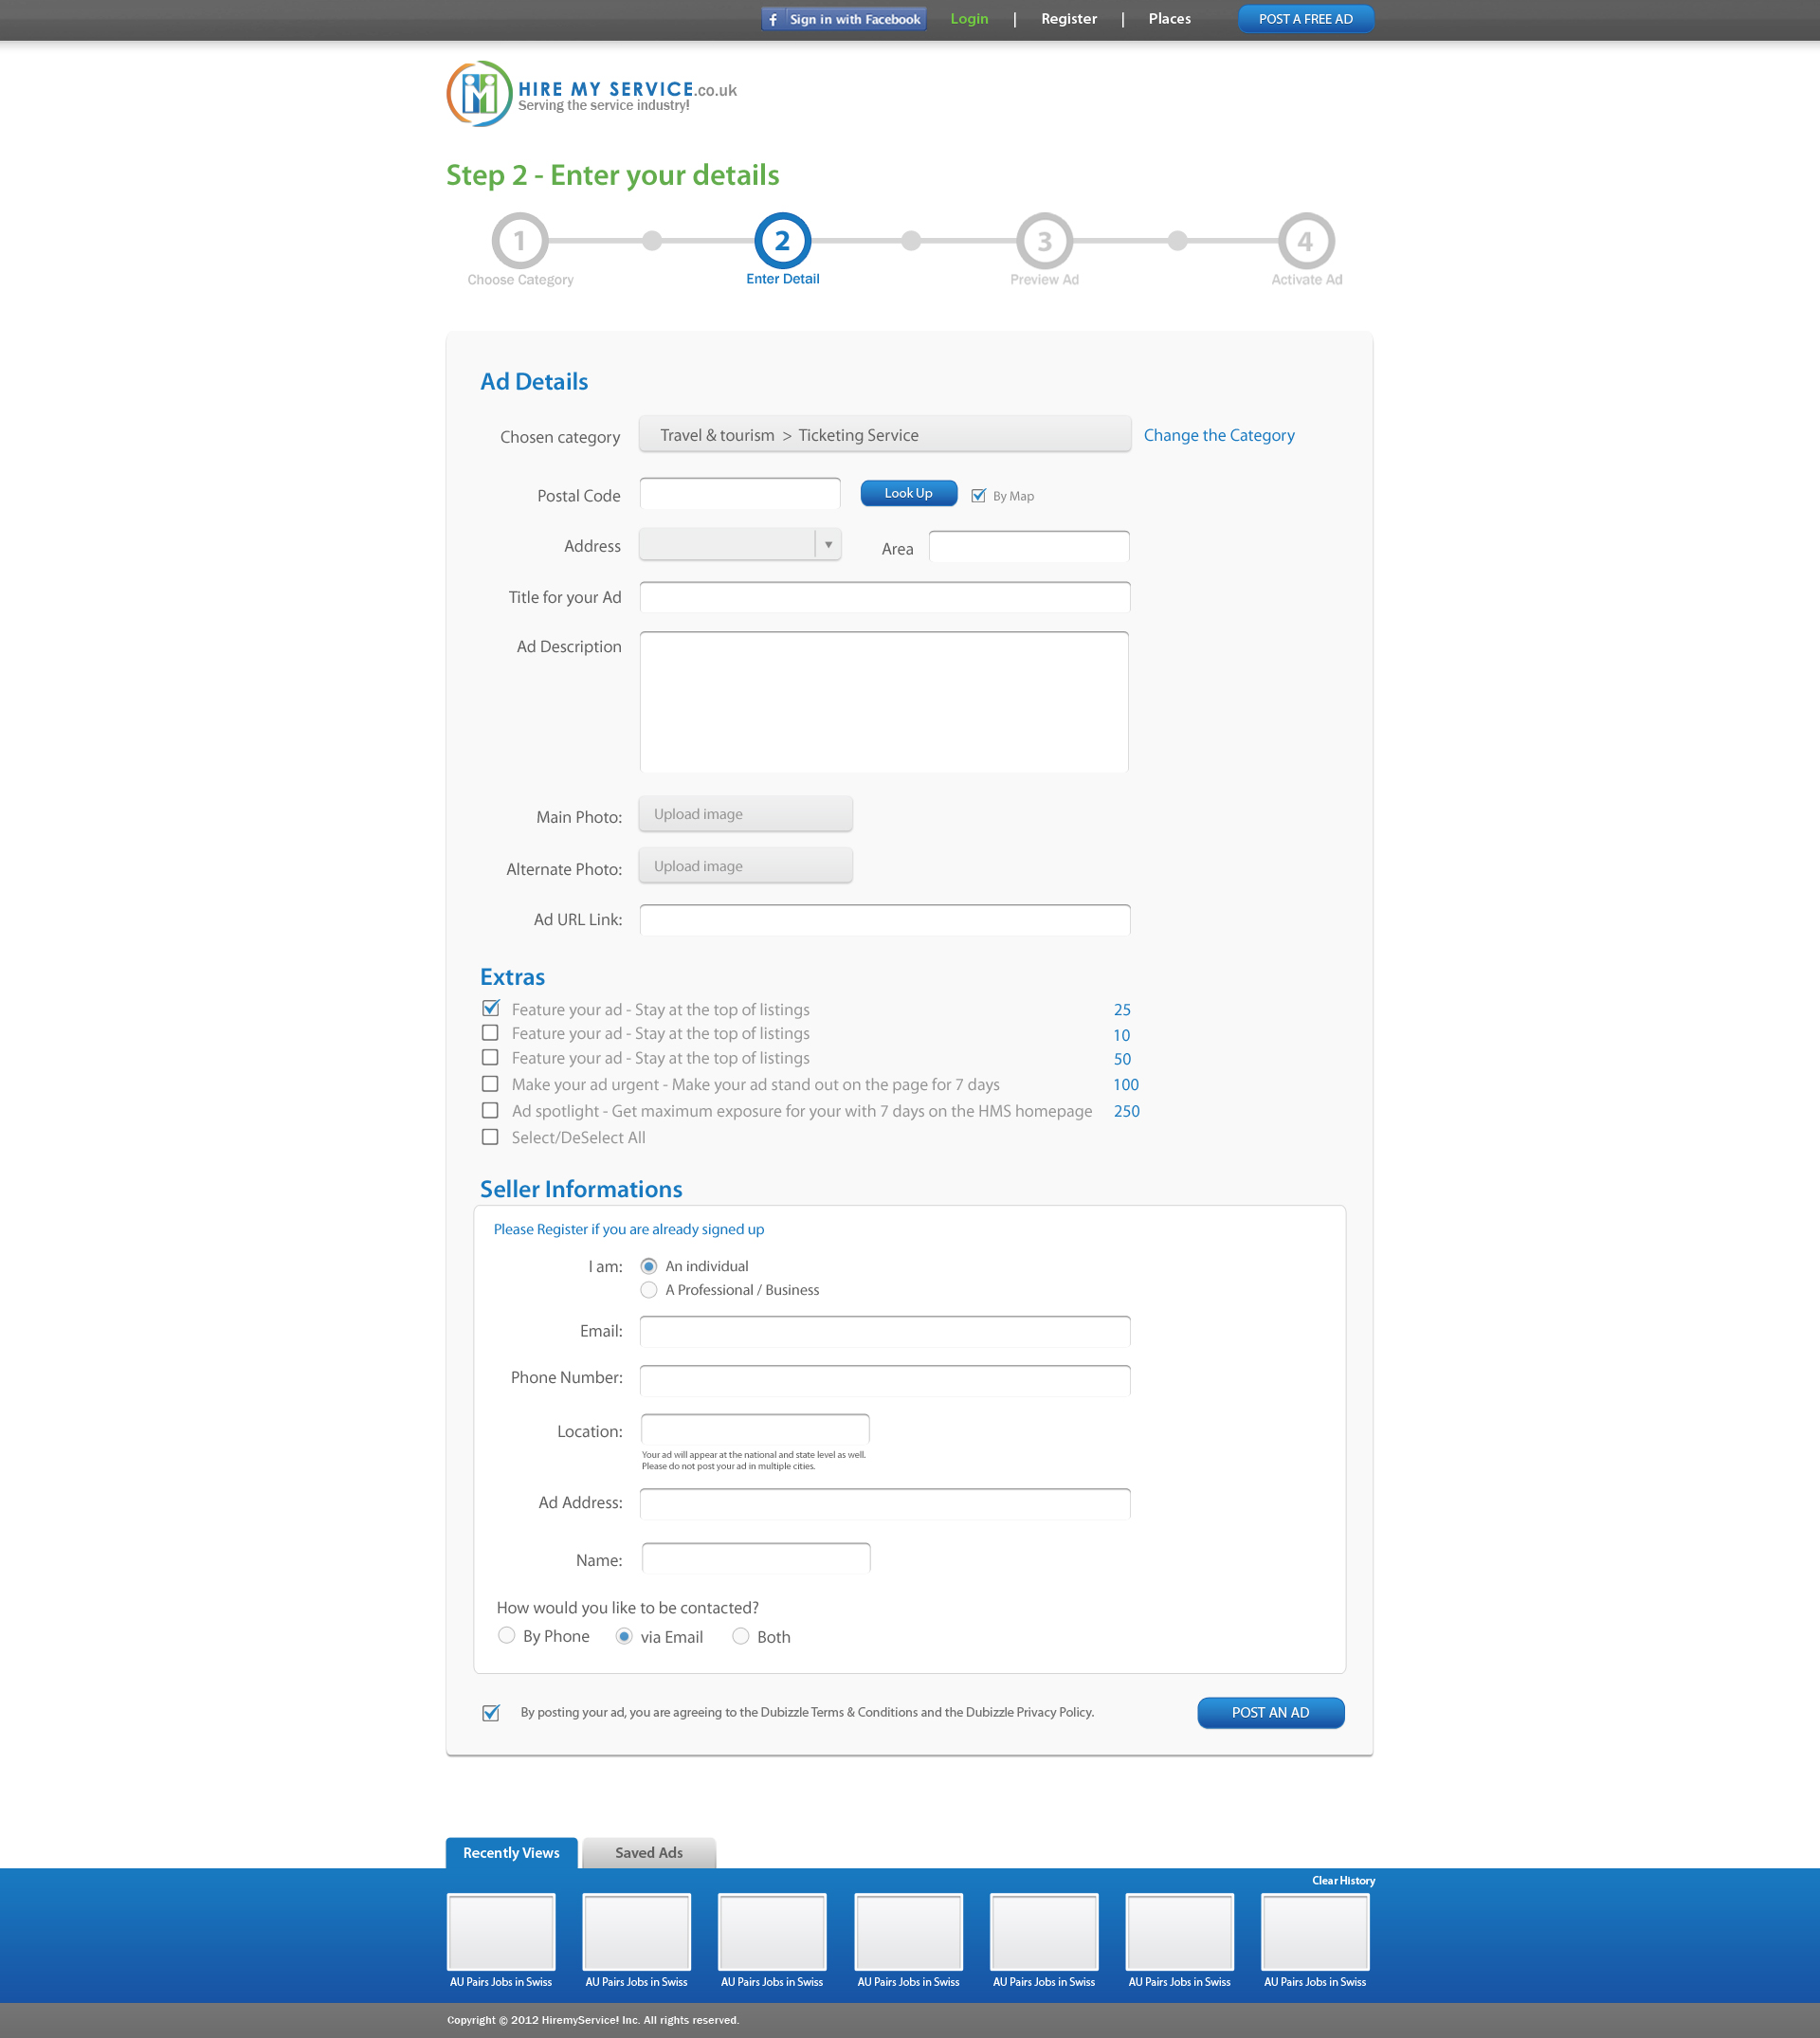 f Sign in with Facebook Login | Register | Places POST A FREE AD
HIRE MY SERVICE.co.uk
Serving the service industry!
Step 2 - Enter your details
1 2 3 4
Choose Category Enter Detail Preview Ad Activate Ad
Ad Details
Chosen category Travel & tourism > Ticketing Service Change the Category
Postal Code Look Up By Map
Address Area
Title for your Ad
Ad Description
Main Photo: Upload image
Alternate Photo: Upload image
Ad URL Link:
Extras
Feature your ad - Stay at the top of listings 25
Feature your ad - Stay at the top of listings 10
Feature your ad - Stay at the top of listings 50
Make your ad urgent - Make your ad stand out on the page for 7 days 100
Ad spotlight - Get maximum exposure for your with 7 days on the HMS homepage 250
Select/DeSelect All
Seller Informations
Please Register if you are already signed up
I am: An individual
A Professional / Business
Email:
Phone Number:
Location:
Your ad will appear at the national and state level as well.
Please do not post your ad in multiple cities.
Ad Address:
Name:
How would you like to be contacted?
By Phone via Email Both
By posting your ad, you are agreeing to the Dubizzle Terms & Conditions and the Dubizzle Privacy Policy. POST AN AD
Recently Views Saved Ads
Clear History
AU Pairs Jobs in Swiss AU Pairs Jobs in Swiss AU Pairs Jobs in Swiss AU Pairs Jobs in Swiss AU Pairs Jobs in Swiss AU Pairs Jobs in Swiss AU Pairs Jobs in Swiss
Copyright © 2012 HiremyService! Inc. All rights reserved.